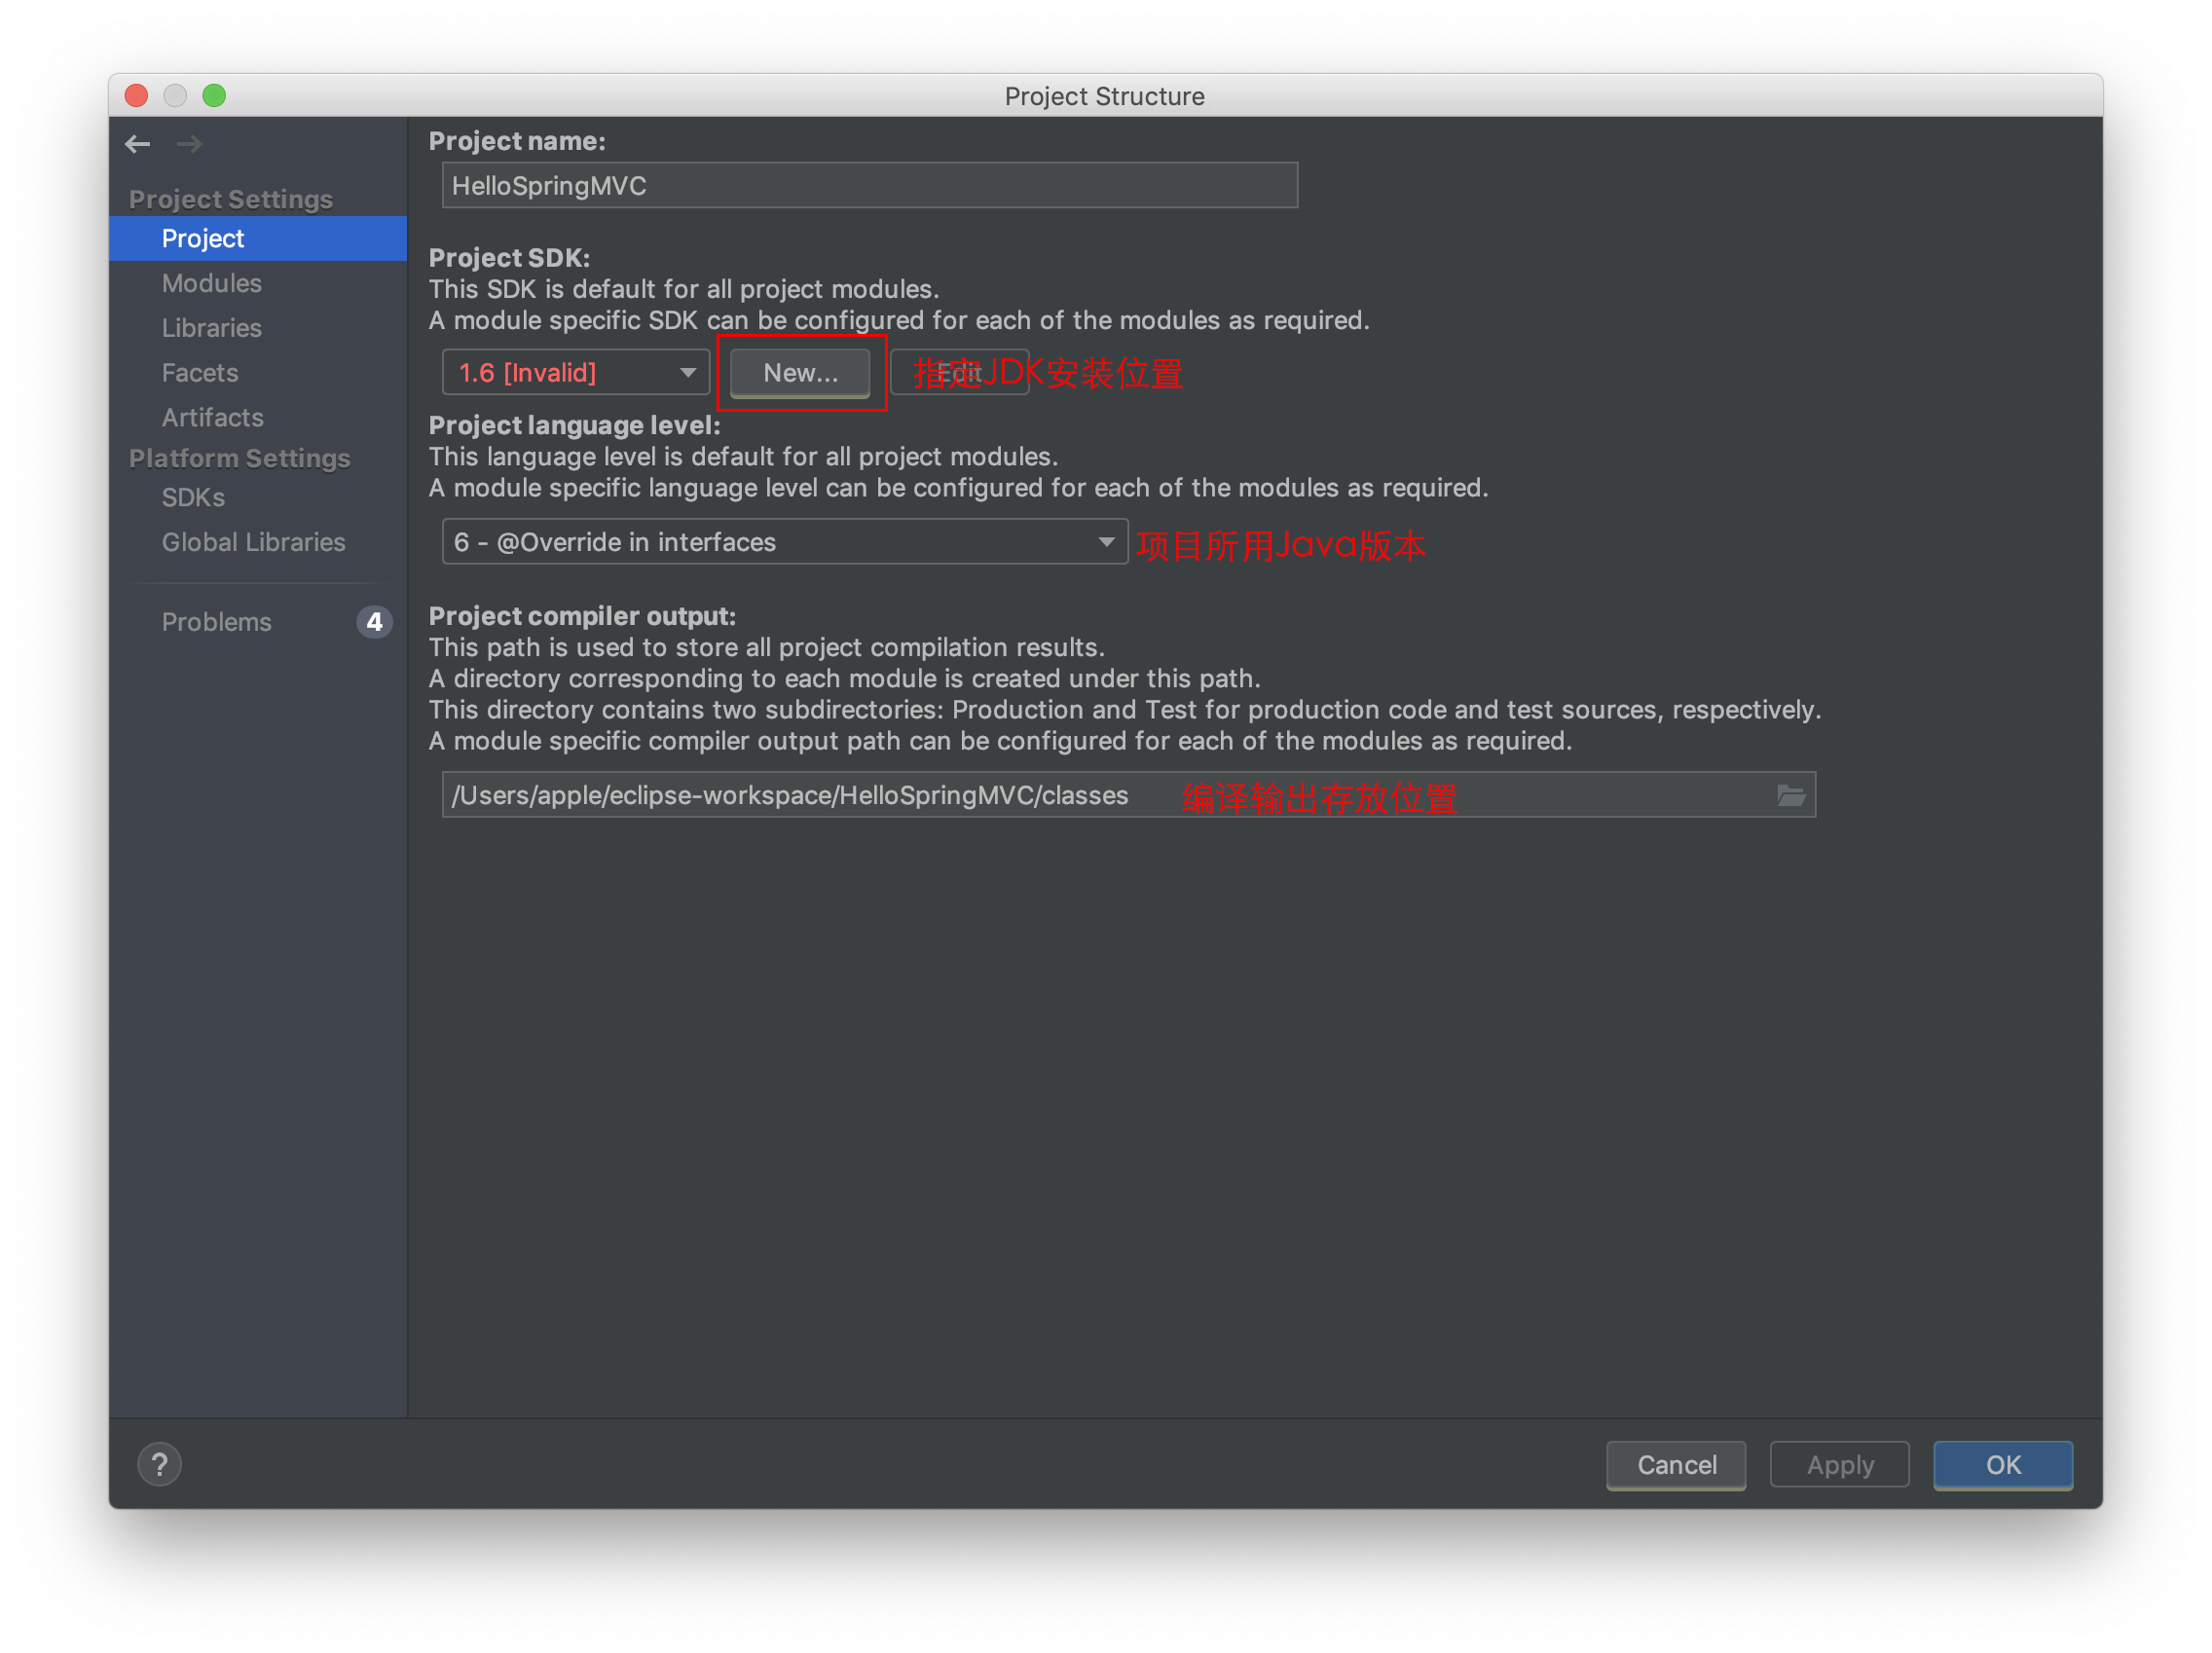 Project Structure
Project Settings
Project
Modules
Libraries
Facets
Artifacts
Platform Settings
SDKs
Global Libraries
Problems 4
Project name:
HelloSpringMVC
Project SDK:
This SDK is default for all project modules.
A module specific SDK can be configured for each of the modules as required.
1.6 [Invalid] New... Edit 指定JDK安装位置
Project language level:
This language level is default for all project modules.
A module specific language level can be configured for each of the modules as required.
6 - @Override in interfaces 项目所用Java版本
Project compiler output:
This path is used to store all project compilation results.
A directory corresponding to each module is created under this path.
This directory contains two subdirectories: Production and Test for production code and test sources, respectively.
A module specific compiler output path can be configured for each of the modules as required.
/Users/apple/eclipse-workspace/HelloSpringMVC/classes 编译输出存放位置
? Cancel Apply OK